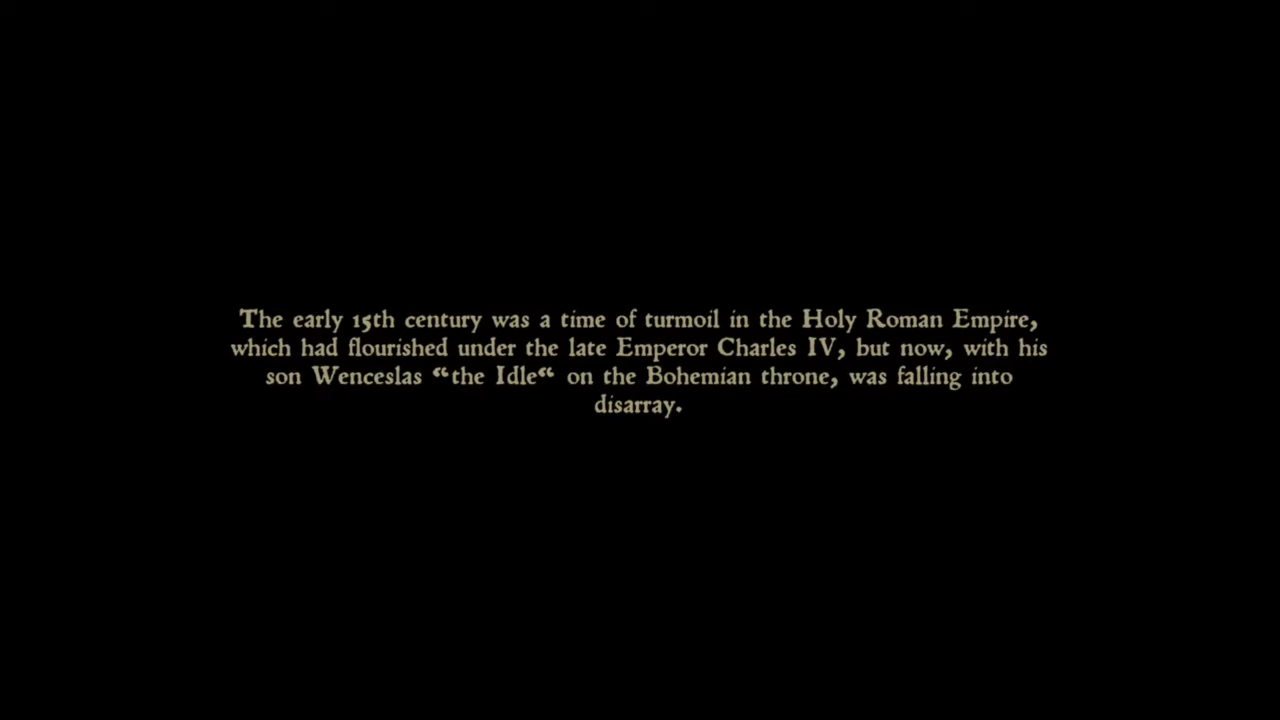 The early 15th century was a time of turmoil in the Holy Roman Empire,
which had flourished under the late Emperor Charles IV, but now, with his
son Wenceslas “the Idle“ on the Bohemian throne, was falling into
disarray.